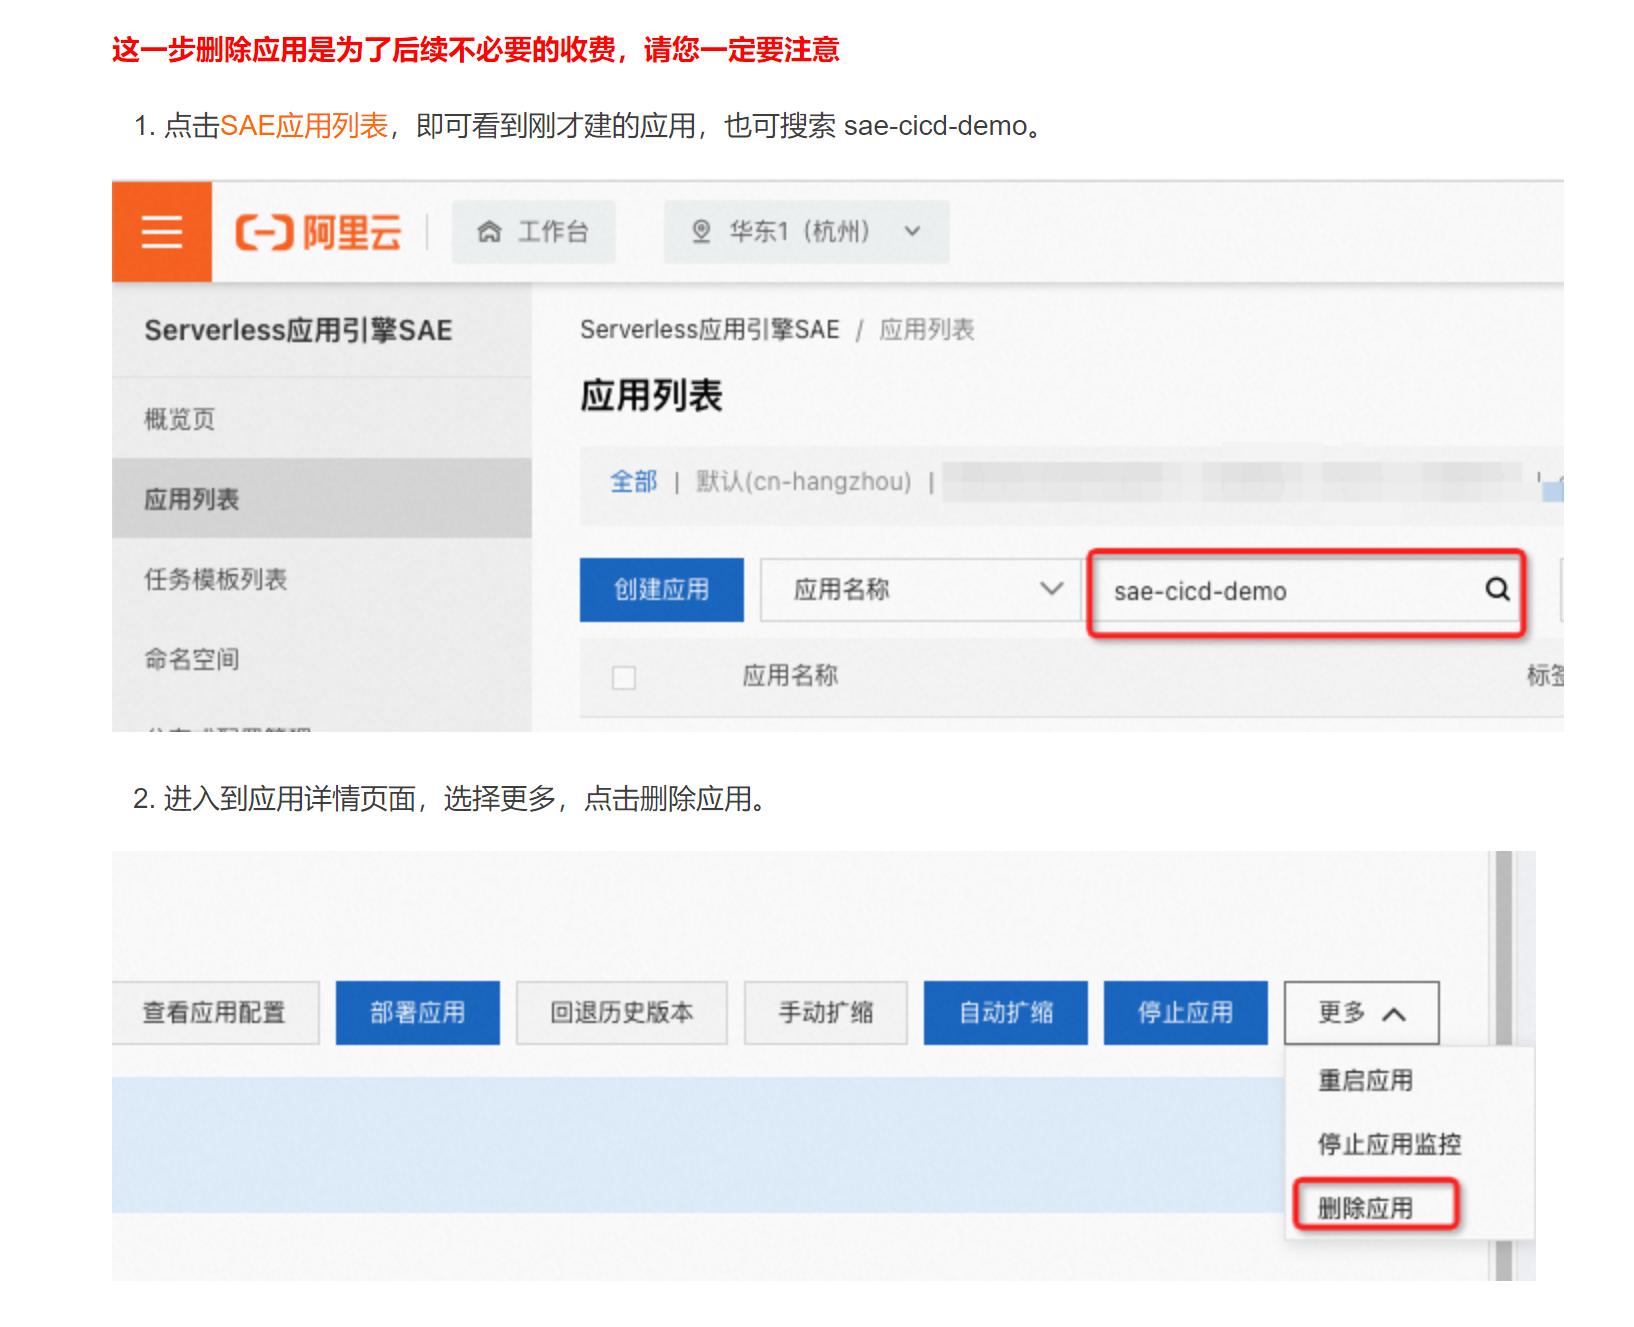 这一步删除应用是为了后续不必要的收费，请您一定要注意
1. 点击SAE应用列表，即可看到刚才建的应用，也可搜索 sae-cicd-demo。
阿里云 工作台 华东1（杭州）
Serverless应用引擎SAE
Serverless应用引擎SAE / 应用列表
应用列表
概览页
全部 | 默认(cn-hangzhou) |
应用列表
创建应用 应用名称 sae-cicd-demo
任务模板列表
命名空间
应用名称
2. 进入到应用详情页面，选择更多，点击删除应用。
查看应用配置 部署应用 回退历史版本 手动扩缩 自动扩缩 停止应用 更多
重启应用
停止应用监控
删除应用